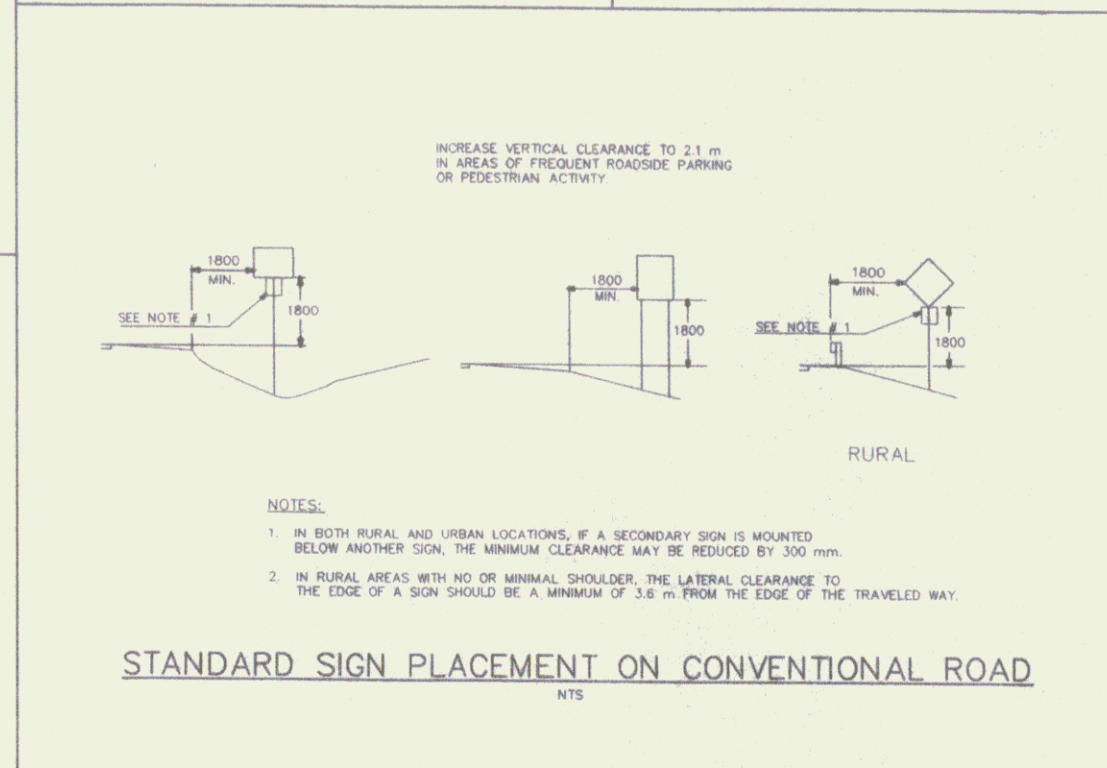 INCREASE VERTICAL CLEARANCE TO 2.1 m
IN AREAS OF FREQUENT ROADSIDE PARKING
OR PEDESTRIAN ACTIVITY.
1800
MIN.
1800
SEE NOTE # 1
1800
MIN.
1800
1800
MIN.
SEE NOTE # 1
1800
RURAL
NOTES:
1. IN BOTH RURAL AND URBAN LOCATIONS, IF A SECONDARY SIGN IS MOUNTED
BELOW ANOTHER SIGN, THE MINIMUM CLEARANCE MAY BE REDUCED BY 300 mm.
2. IN RURAL AREAS WITH NO OR MINIMAL SHOULDER, THE LATERAL CLEARANCE TO
THE EDGE OF A SIGN SHOULD BE A MINIMUM OF 3.6 m FROM THE EDGE OF THE TRAVELED WAY.
STANDARD SIGN PLACEMENT ON CONVENTIONAL ROAD
NTS